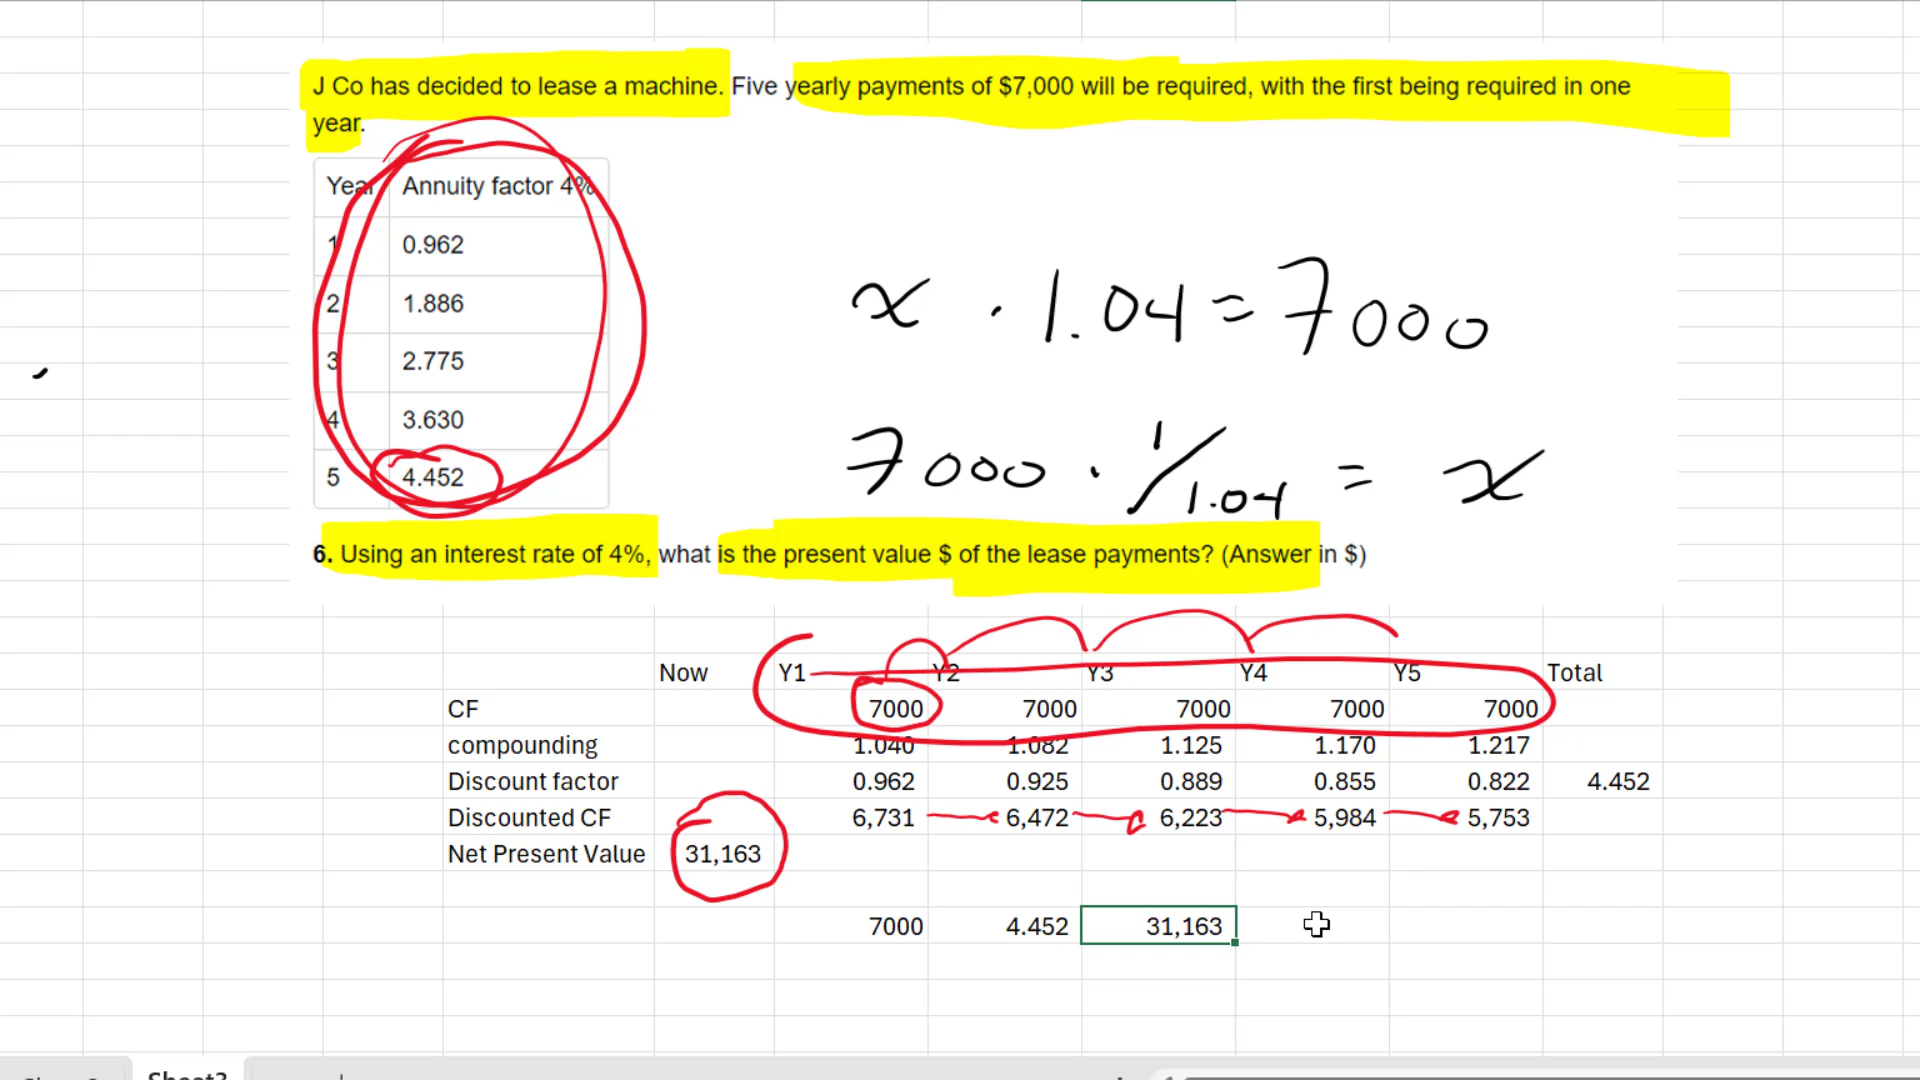 J Co has decided to lease a machine. Five yearly payments of $7,000 will be required, with the first being required in one
year.
Year Annuity factor 4%
1 0.962
2 1.886
3 2.775
4 3.630
5 4.452
x · 1.04 = 7000
7000 · 1/1.04 = x
6. Using an interest rate of 4%, what is the present value $ of the lease payments? (Answer in $)
Now Y1 Y2 Y3 Y4 Y5 Total
CF 7000 7000 7000 7000 7000
compounding 1.040 1.082 1.125 1.170 1.217
Discount factor 0.962 0.925 0.889 0.855 0.822 4.452
Discounted CF 6,731 6,472 6,223 5,984 5,753
Net Present Value 31,163
7000 4.452 31,163